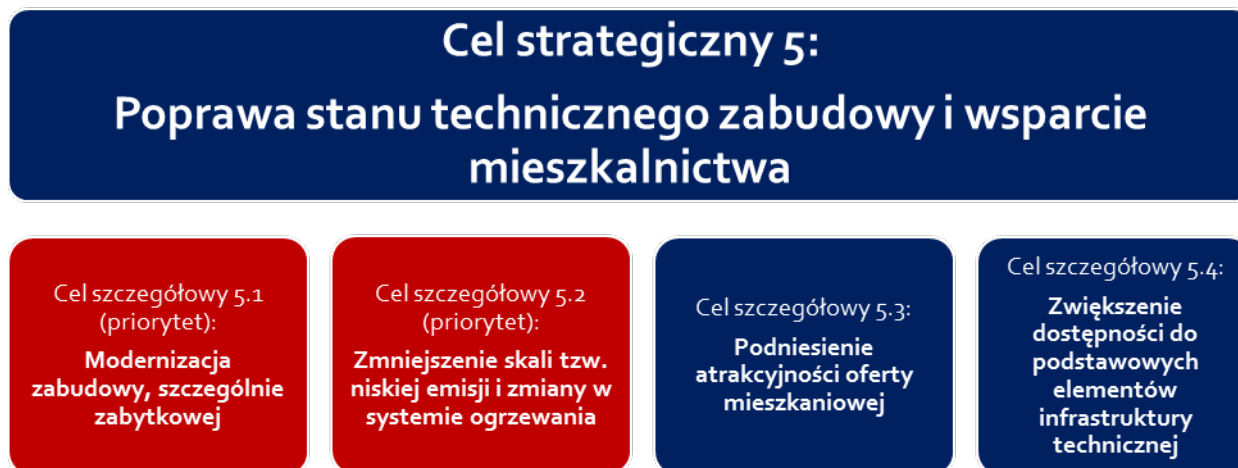 Cel strategiczny 5:
Poprawa stanu technicznego zabudowy i wsparcie
mieszkalnictwa
Cel szczegółowy 5.1
(priorytet):
Modernizacja
zabudowy, szczególnie
zabytkowej
Cel szczegółowy 5.2
(priorytet):
Zmniejszenie skali tzw.
niskiej emisji i zmiany w
systemie ogrzewania
Cel szczegółowy 5.3:
Podniesienie
atrakcyjności oferty
mieszkaniowej
Cel szczegółowy 5.4:
Zwiększenie
dostępności do
podstawowych
elementów
infrastruktury
technicznej